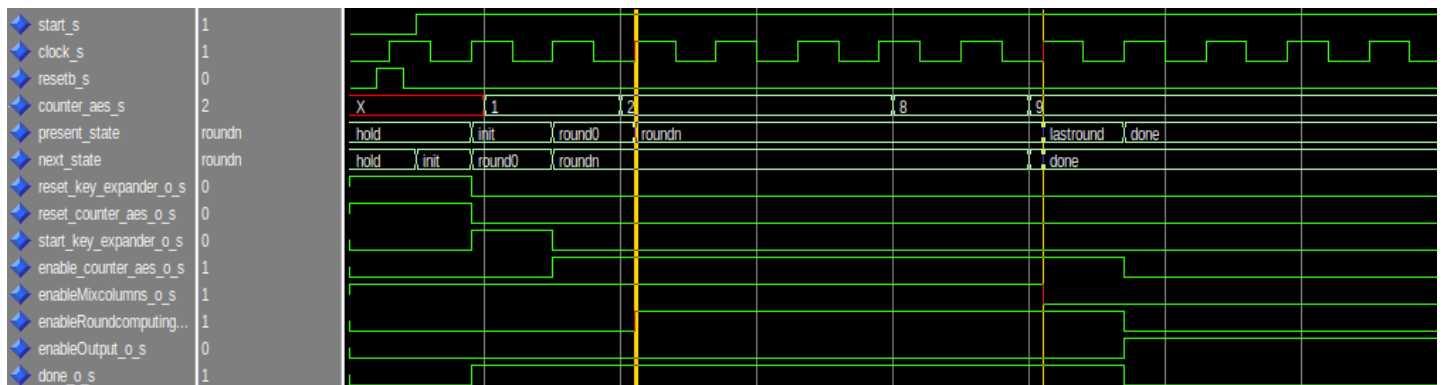 start_s 1
clock_s 1
resetb_s 0
counter_aes_s 2 X 1 2 8 9
present_state roundn hold init round0 roundn lastround done
next_state roundn hold init round0 roundn done
reset_key_expander_o_s 0
reset_counter_aes_o_s 0
start_key_expander_o_s 0
enable_counter_aes_o_s 1
enableMixcolumns_o_s 1
enableRoundcomputing... 1
enableOutput_o_s 0
done_o_s 1